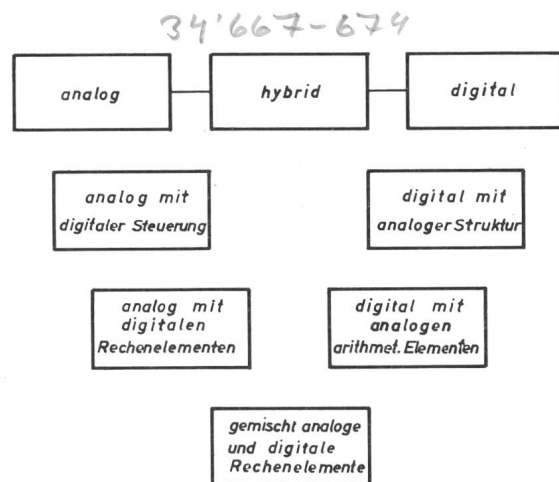 34'667-674
analog
hybrid
digital
analog mit
digitaler Steuerung
digital mit
analoger Struktur
analog mit
digitalen
Rechenelementen
digital mit
analogen
arithmet. Elementen
gemischt analoge
und digitale
Rechenelemente